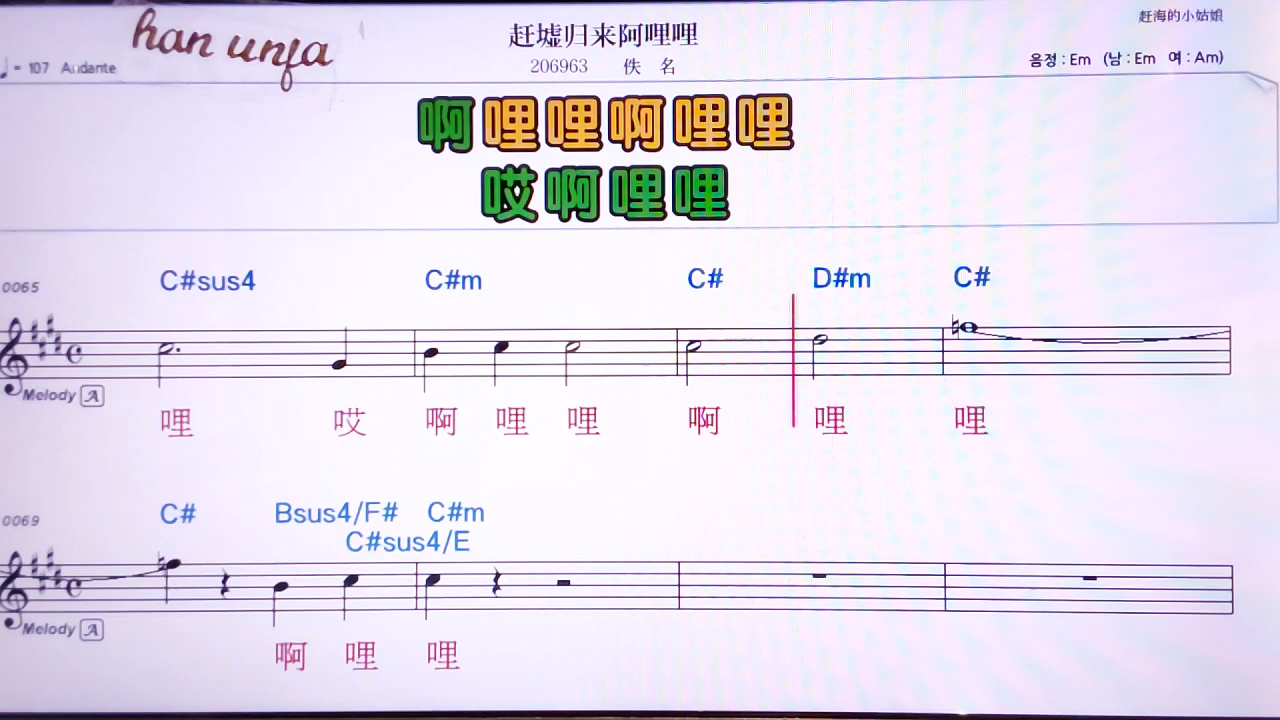 han unfa
赶墟归来阿哩哩
赶海的小姑娘
♩= 107 Andante
206963 佚 名
음정 : Em (남 : Em 여 : Am)
啊哩哩啊哩哩
哎啊哩哩
0065 C#sus4 C#m C# D#m C#
Melody A
哩 哎 啊 哩 哩 啊 哩 哩
0069 C# Bsus4/F# C#m
C#sus4/E
Melody A
啊 哩 哩